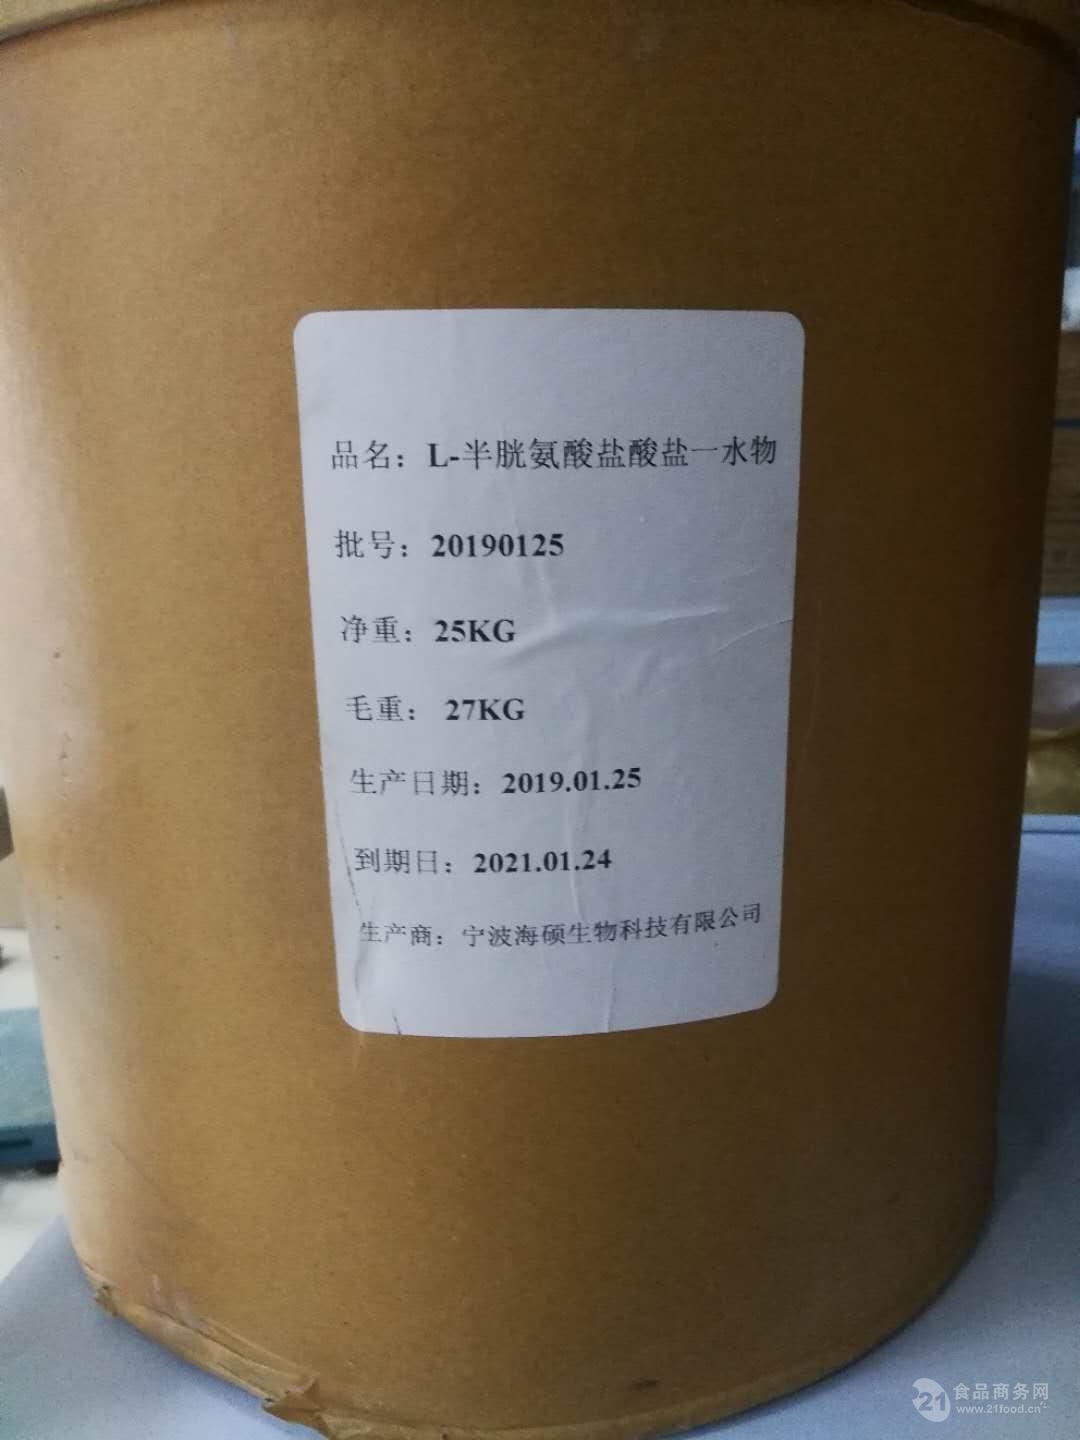 品名：L-半胱氨酸盐酸盐一水物
批号：20190125
净重：25KG
毛重：27KG
生产日期：2019.01.25
到期日：2021.01.24
生产商：宁波海硕生物科技有限公司
21食品商务网
www.21food.cn